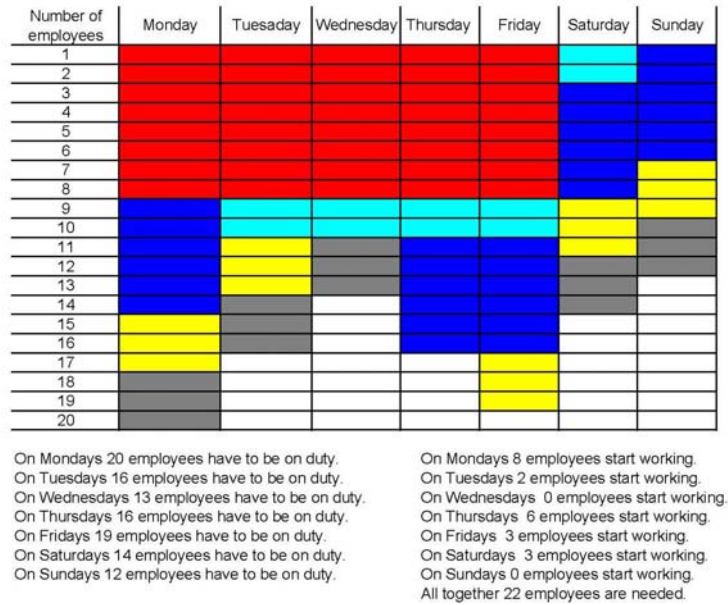 Number of employees Monday Tuesaday Wednesday Thursday Friday Saturday Sunday
1
2
3
4
5
6
7
8
9
10
11
12
13
14
15
16
17
18
19
20
On Mondays 20 employees have to be on duty.
On Tuesdays 16 employees have to be on duty.
On Wednesdays 13 employees have to be on duty.
On Thursdays 16 employees have to be on duty.
On Fridays 19 employees have to be on duty.
On Saturdays 14 employees have to be on duty.
On Sundays 12 employees have to be on duty.
On Mondays 8 employees start working.
On Tuesdays 2 employees start working.
On Wednesdays 0 employees start working.
On Thursdays 6 employees start working.
On Fridays 3 employees start working.
On Saturdays 3 employees start working.
On Sundays 0 employees start working.
All together 22 employees are needed.